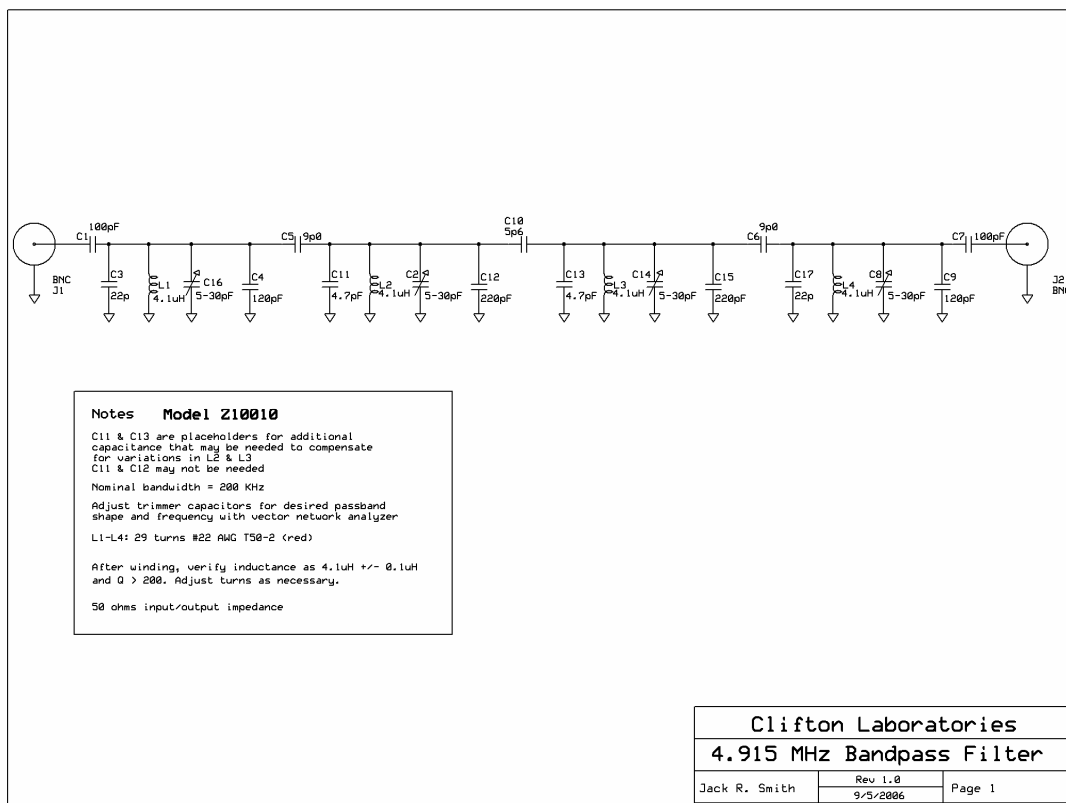 100pF
C1
C5 9p0
C10
5p6
9p0
C6
C7 100pF
BNC
J1
C3
22p
L1
4.1uH
C16
5-30pF
C4
120pF
C11
4.7pF
L2
4.1uH
C2
5-30pF
C12
220pF
C13
4.7pF
L3
4.1uH
C14
5-30pF
C15
220pF
C17
22p
L4
4.1uH
C8
5-30pF
C9
120pF
J2
BNC
Notes Model Z10010
C11 & C13 are placeholders for additional
capacitance that may be needed to compensate
for variations in L2 & L3
C11 & C12 may not be needed
Nominal bandwidth = 200 KHz
Adjust trimmer capacitors for desired passband
shape and frequency with vector network analyzer
L1-L4: 29 turns #22 AWG T50-2 (red)
After winding, verify inductance as 4.1uH +/- 0.1uH
and Q > 200. Adjust turns as necessary.
50 ohms input/output impedance
Clifton Laboratories
4.915 MHz Bandpass Filter
Jack R. Smith
Rev 1.0
9/5/2006
Page 1